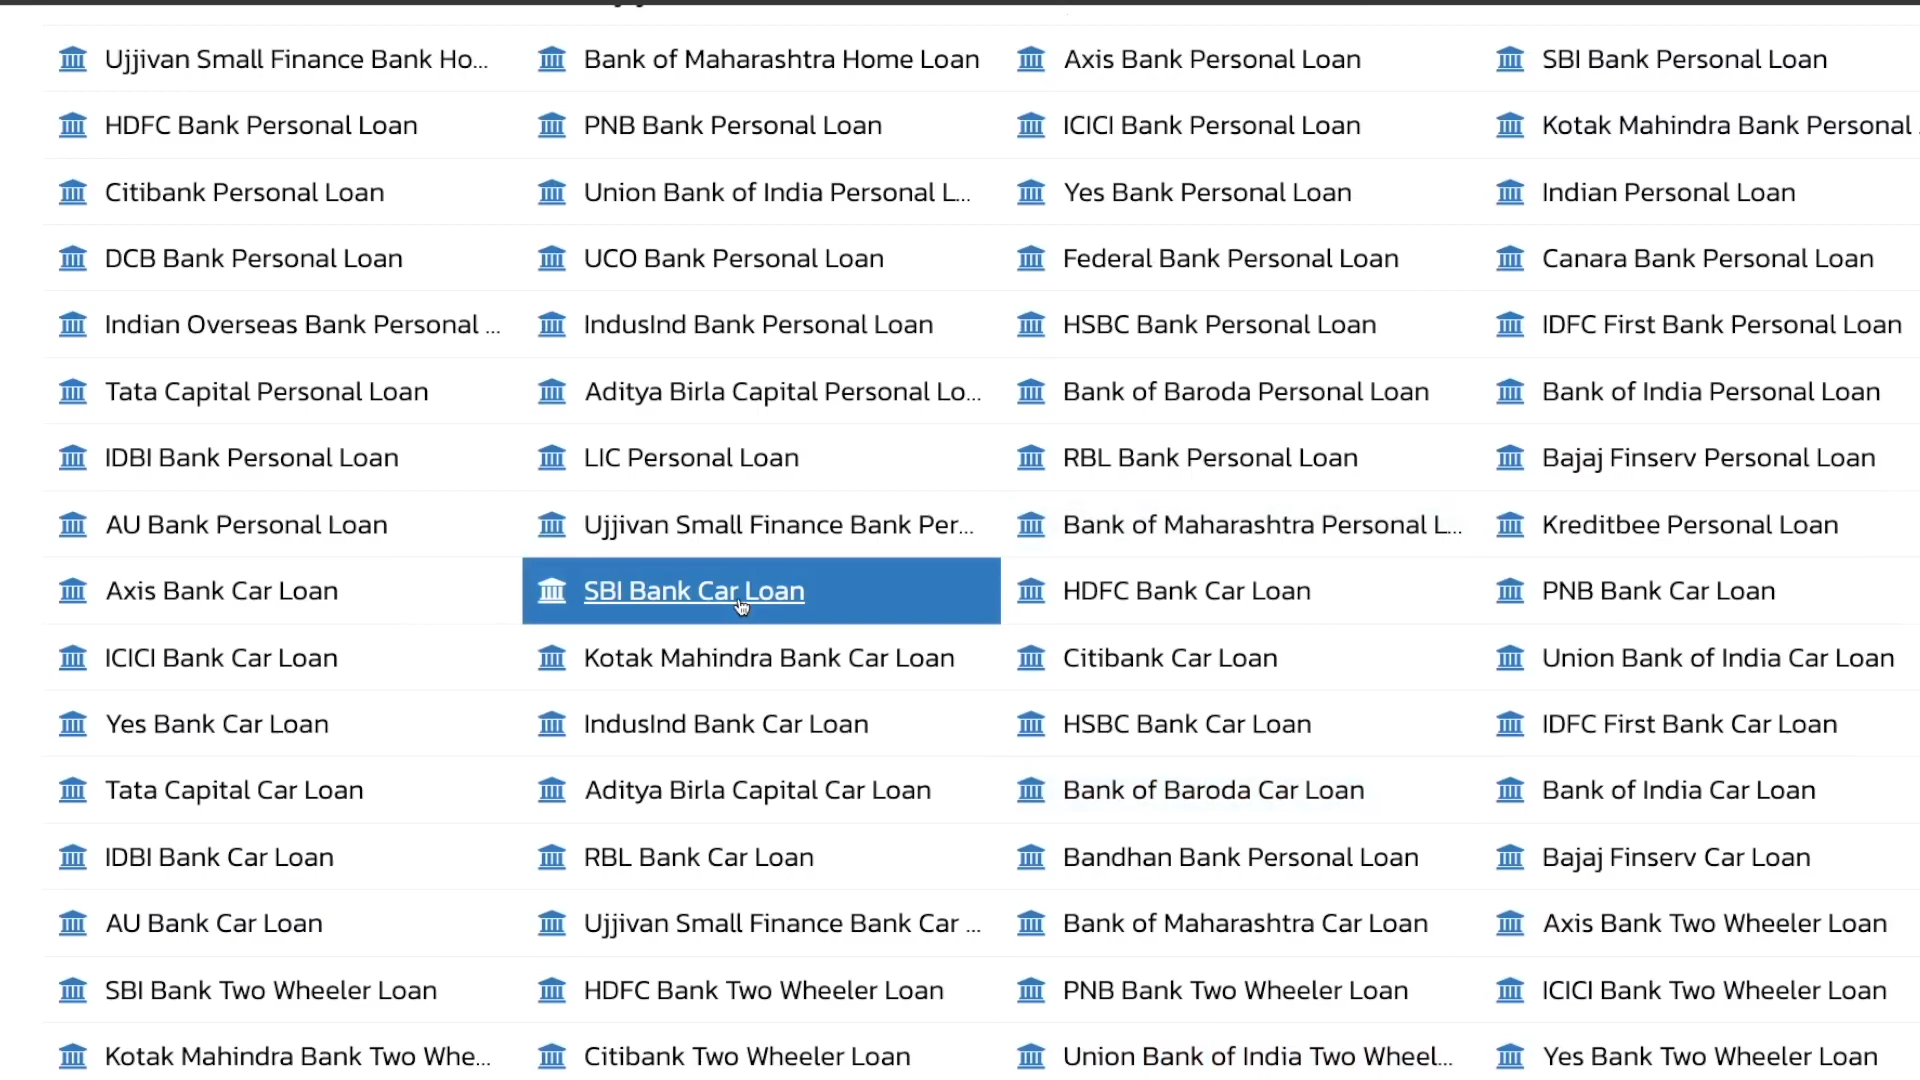 Ujjivan Small Finance Bank Ho...
Bank of Maharashtra Home Loan
Axis Bank Personal Loan
SBI Bank Personal Loan
HDFC Bank Personal Loan
PNB Bank Personal Loan
ICICI Bank Personal Loan
Kotak Mahindra Bank Personal
Citibank Personal Loan
Union Bank of India Personal L...
Yes Bank Personal Loan
Indian Personal Loan
DCB Bank Personal Loan
UCO Bank Personal Loan
Federal Bank Personal Loan
Canara Bank Personal Loan
Indian Overseas Bank Personal ...
IndusInd Bank Personal Loan
HSBC Bank Personal Loan
IDFC First Bank Personal Loan
Tata Capital Personal Loan
Aditya Birla Capital Personal Lo...
Bank of Baroda Personal Loan
Bank of India Personal Loan
IDBI Bank Personal Loan
LIC Personal Loan
RBL Bank Personal Loan
Bajaj Finserv Personal Loan
AU Bank Personal Loan
Ujjivan Small Finance Bank Per...
Bank of Maharashtra Personal L...
Kreditbee Personal Loan
Axis Bank Car Loan
SBI Bank Car Loan
HDFC Bank Car Loan
PNB Bank Car Loan
ICICI Bank Car Loan
Kotak Mahindra Bank Car Loan
Citibank Car Loan
Union Bank of India Car Loan
Yes Bank Car Loan
IndusInd Bank Car Loan
HSBC Bank Car Loan
IDFC First Bank Car Loan
Tata Capital Car Loan
Aditya Birla Capital Car Loan
Bank of Baroda Car Loan
Bank of India Car Loan
IDBI Bank Car Loan
RBL Bank Car Loan
Bandhan Bank Personal Loan
Bajaj Finserv Car Loan
AU Bank Car Loan
Ujjivan Small Finance Bank Car ...
Bank of Maharashtra Car Loan
Axis Bank Two Wheeler Loan
SBI Bank Two Wheeler Loan
HDFC Bank Two Wheeler Loan
PNB Bank Two Wheeler Loan
ICICI Bank Two Wheeler Loan
Kotak Mahindra Bank Two Whe...
Citibank Two Wheeler Loan
Union Bank of India Two Wheel...
Yes Bank Two Wheeler Loan